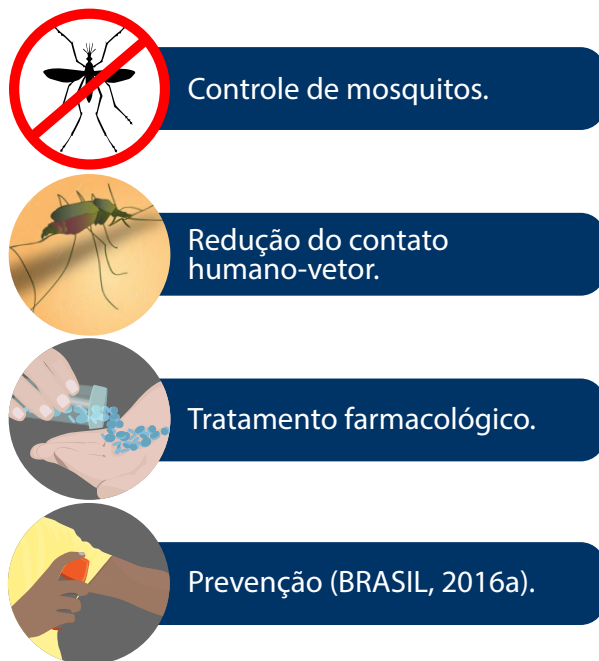 Controle de mosquitos.
Redução do contato
humano-vetor.
Tratamento farmacológico.
Prevenção (BRASIL, 2016a).